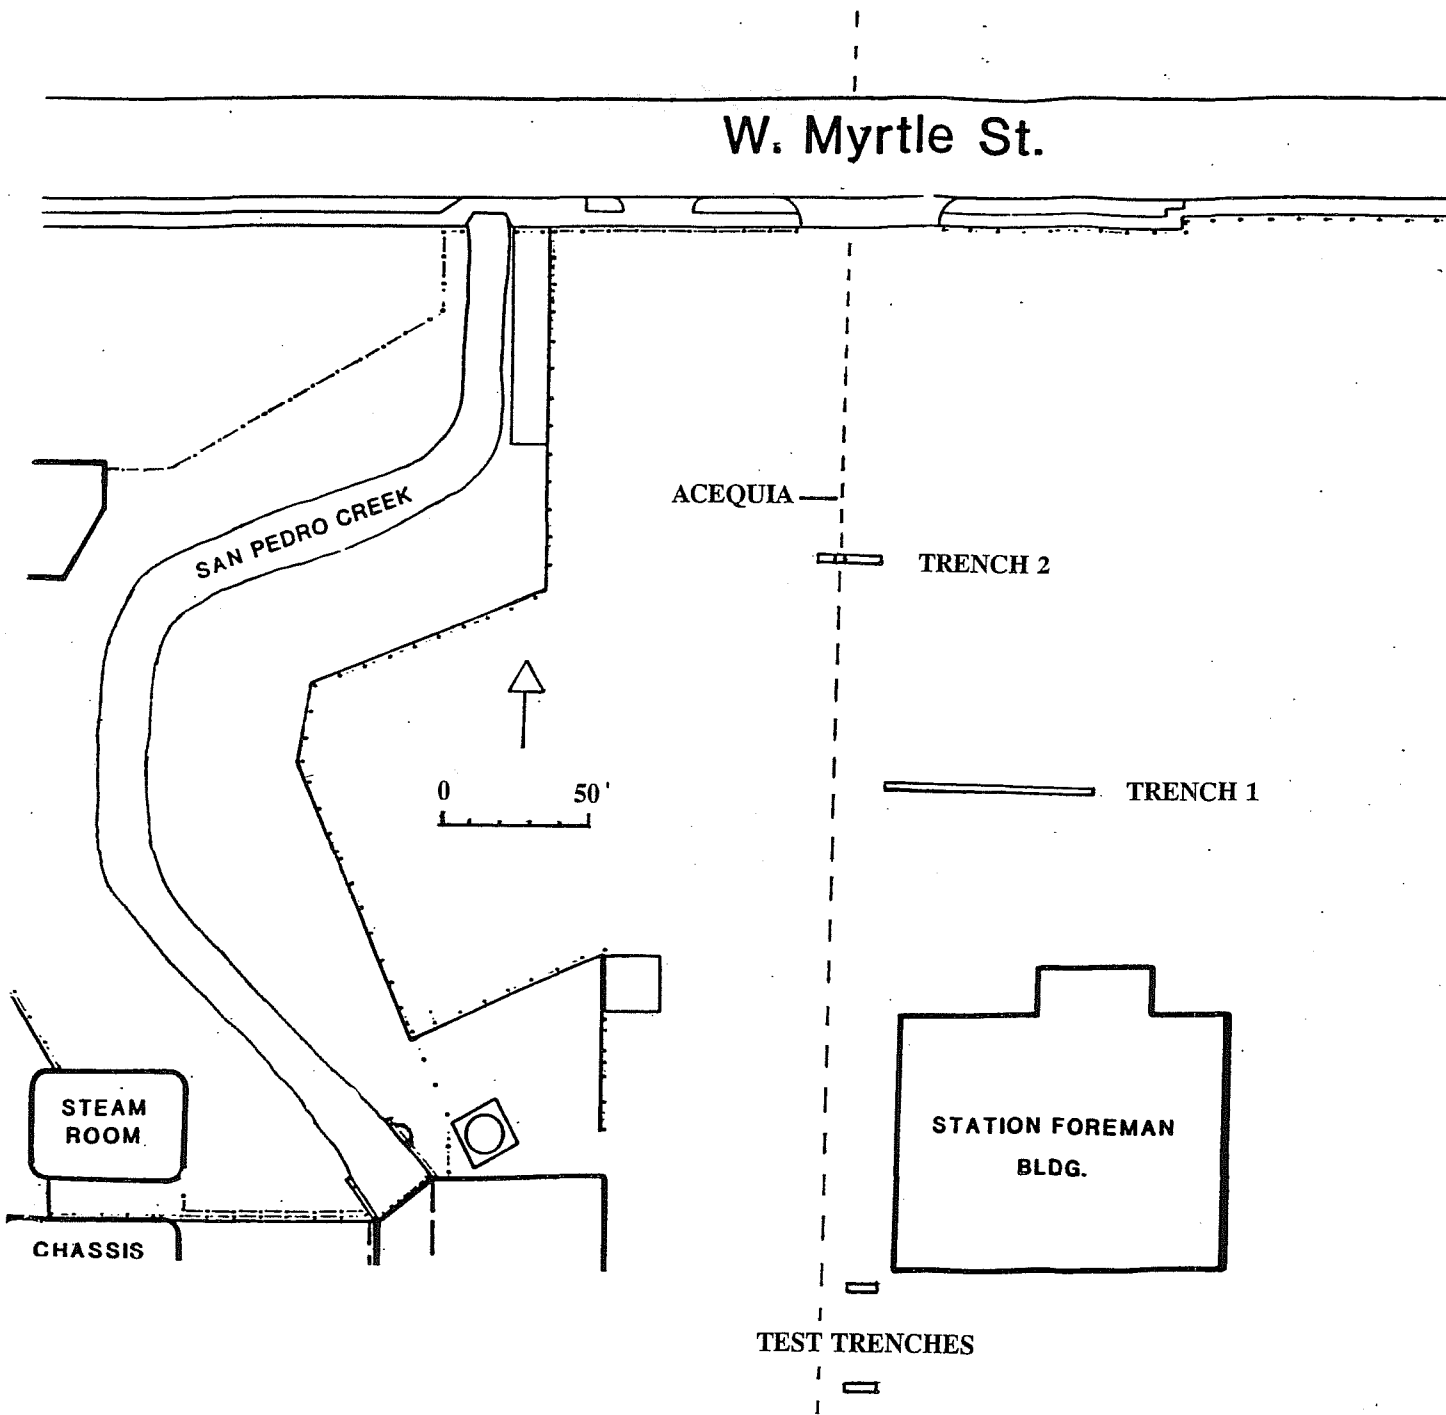 W. Myrtle St.
SAN PEDRO CREEK
ACEQUIA
TRENCH 2
0 50'
TRENCH 1
STEAM
ROOM
STATION FOREMAN
BLDG.
CHASSIS
TEST TRENCHES